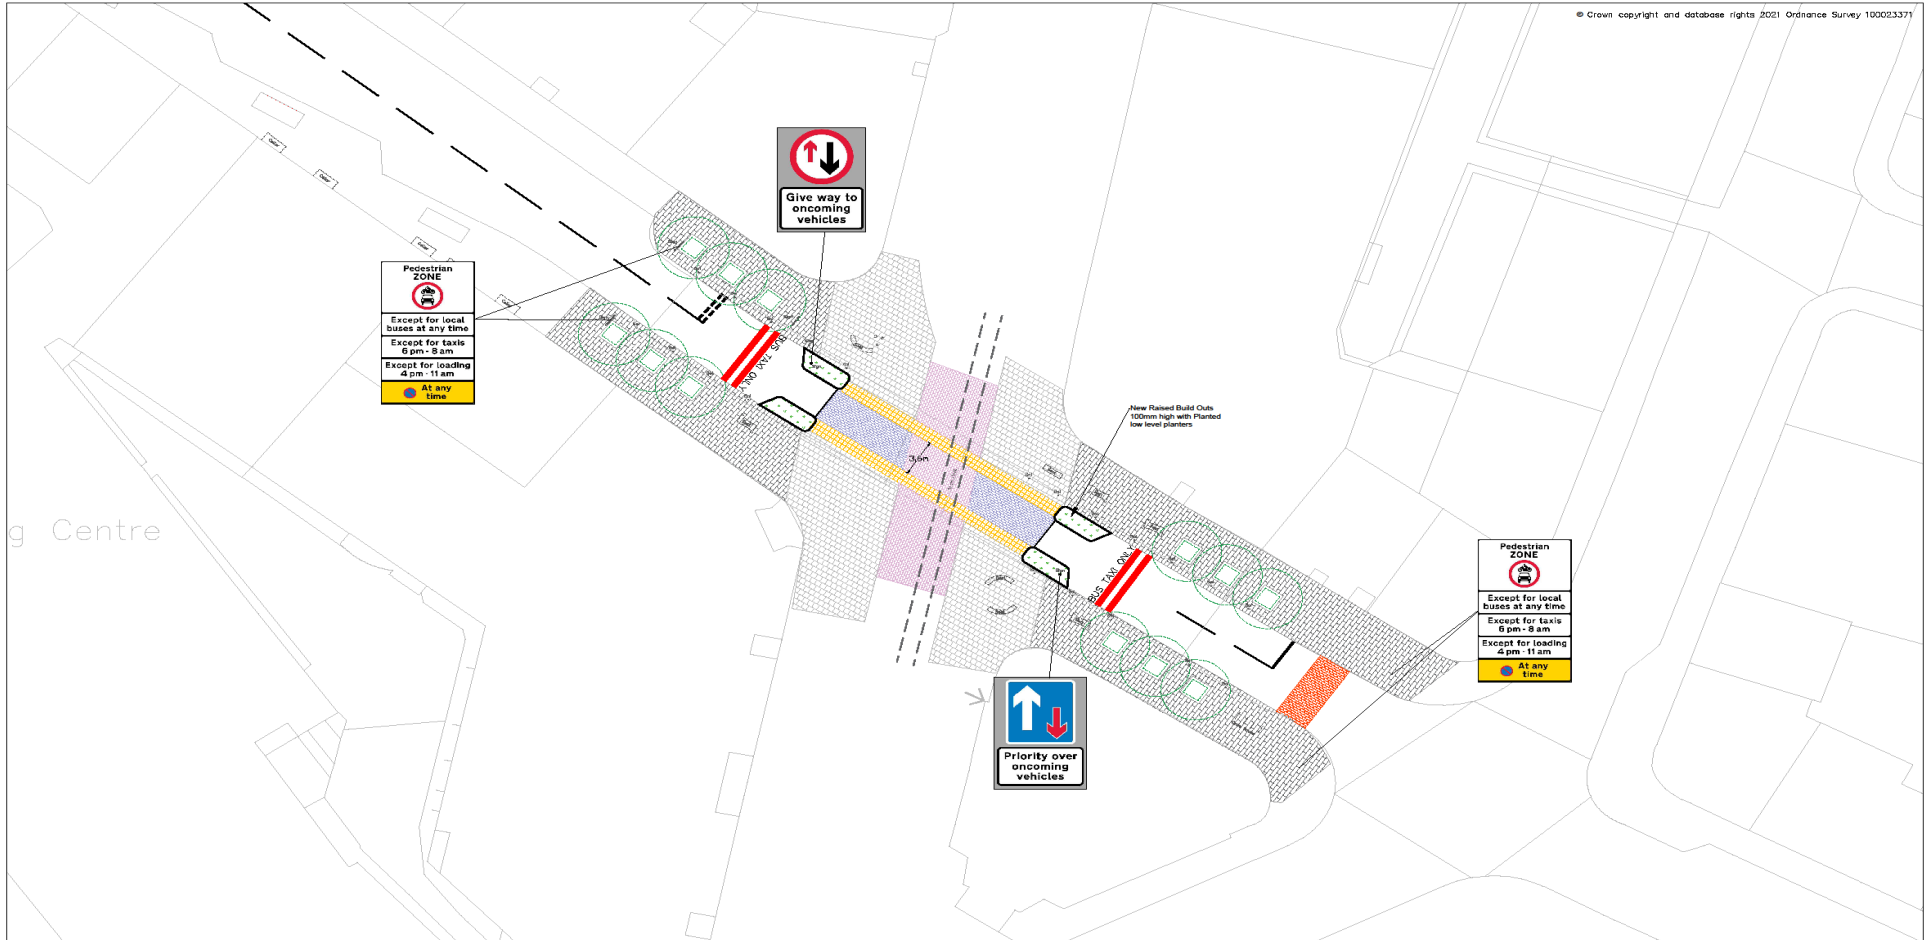 © Crown copyright and database rights 2021 Ordnance Survey 100023371
Give way to
oncoming
vehicles
Pedestrian
ZONE
Except for local
buses at any time
Except for taxis
6 pm - 8 am
Except for loading
4 pm - 11 am
At any
time
BUS TAXI ONLY
New Raised Build Outs
100mm high with Planted
low level planters
3.6m
g Centre
BUS TAXI ONLY
Pedestrian
ZONE
Except for local
buses at any time
Except for taxis
6 pm - 8 am
Except for loading
4 pm - 11 am
At any
time
Priority over
oncoming
vehicles